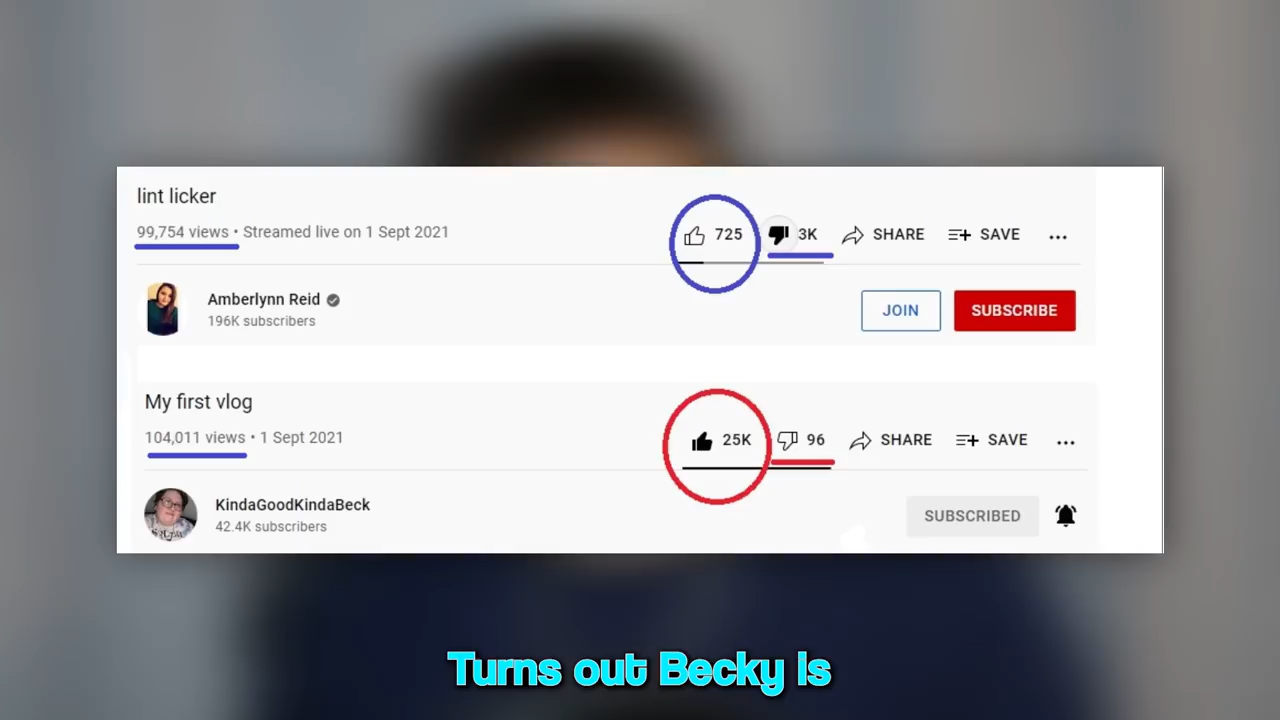 lint licker
99,754 views • Streamed live on 1 Sept 2021
725
3K
SHARE
SAVE
Amberlynn Reid
196K subscribers
JOIN
SUBSCRIBE
My first vlog
104,011 views • 1 Sept 2021
25K
96
SHARE
SAVE
KindaGoodKindaBeck
42.4K subscribers
SUBSCRIBED
Turns out Becky Is